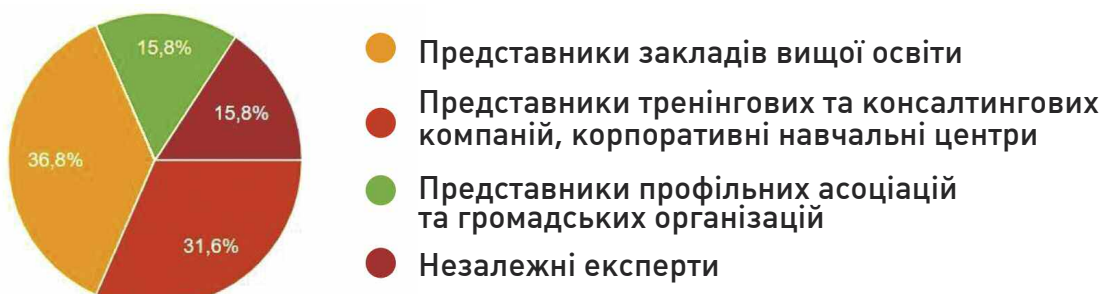 15,8%
15,8%
36,8%
31,6%
Представники закладів вищої освіти
Представники тренінгових та консалтингових
компаній, корпоративні навчальні центри
Представники профільних асоціацій
та громадських організацій
Незалежні експерти